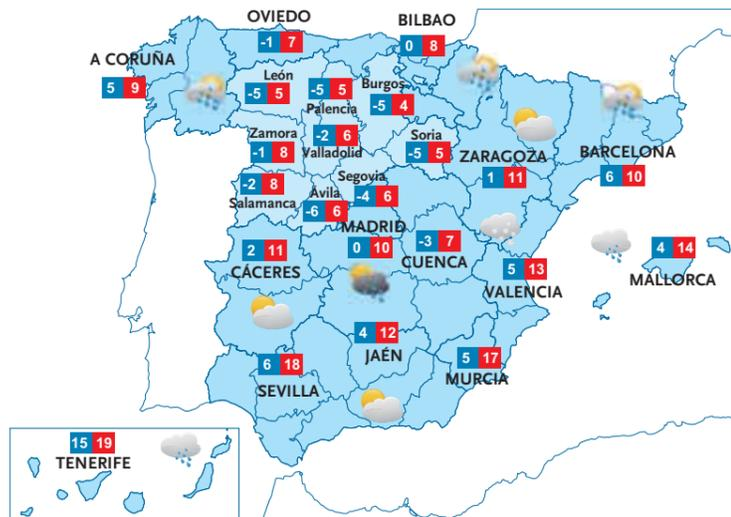 OVIEDO
-1 7
BILBAO
0 8
A CORUÑA
5 9
León
-5 5
-5 5
Palencia
Burgos
-5 4
Zamora
-1 8
-2 6
Valladolid
Soria
-5 5
ZARAGOZA
1 11
BARCELONA
6 10
-2 8
Salamanca
Ávila
-6 6
Segovia
-4 6
MADRID
0 10
-3 7
CUENCA
2 11
CÁCERES
5 13
VALENCIA
4 14
MALLORCA
4 12
JAÉN
6 18
SEVILLA
5 17
MURCIA
15 19
TENERIFE